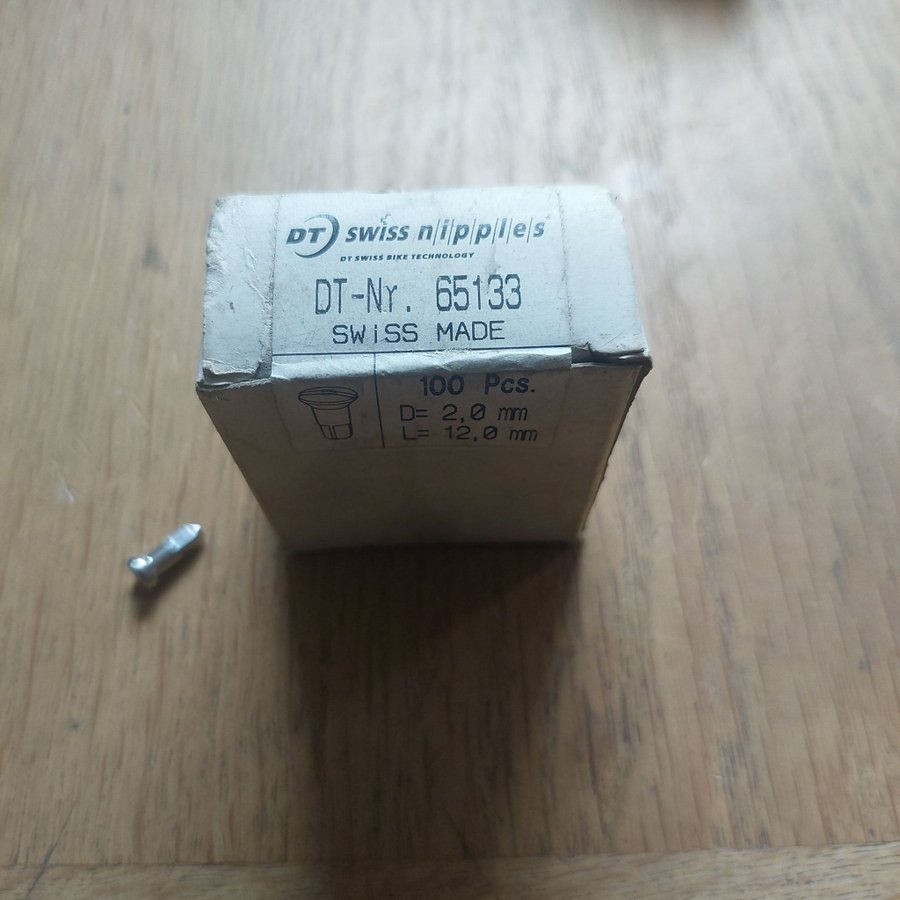 DT swiss n|i|p|p|l|e|s
DT SWISS BIKE TECHNOLOGY
DT-Nr. 65133
SWiSS MADE
100 Pcs.
D= 2,0 mm
L= 12,0 mm